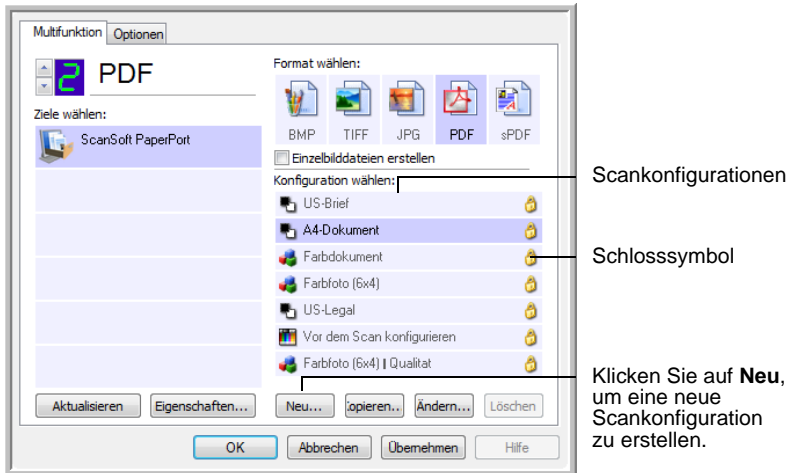 Multifunktion Optionen
2 PDF
Ziele wählen:
ScanSoft PaperPort
Format wählen:
BMP TIFF JPG PDF sPDF
Einzelbilddateien erstellen
Konfiguration wählen:
US-Brief
A4-Dokument
Farbdokument
Farbfoto (6x4)
US-Legal
Vor dem Scan konfigurieren
Farbfoto (6x4) | Qualitat
Aktualisieren Eigenschaften... Neu... Kopieren... Ändern... Löschen
OK Abbrechen Übernehmen Hilfe
Scankonfigurationen
Schlosssymbol
Klicken Sie auf Neu,
um eine neue
Scankonfiguration
zu erstellen.